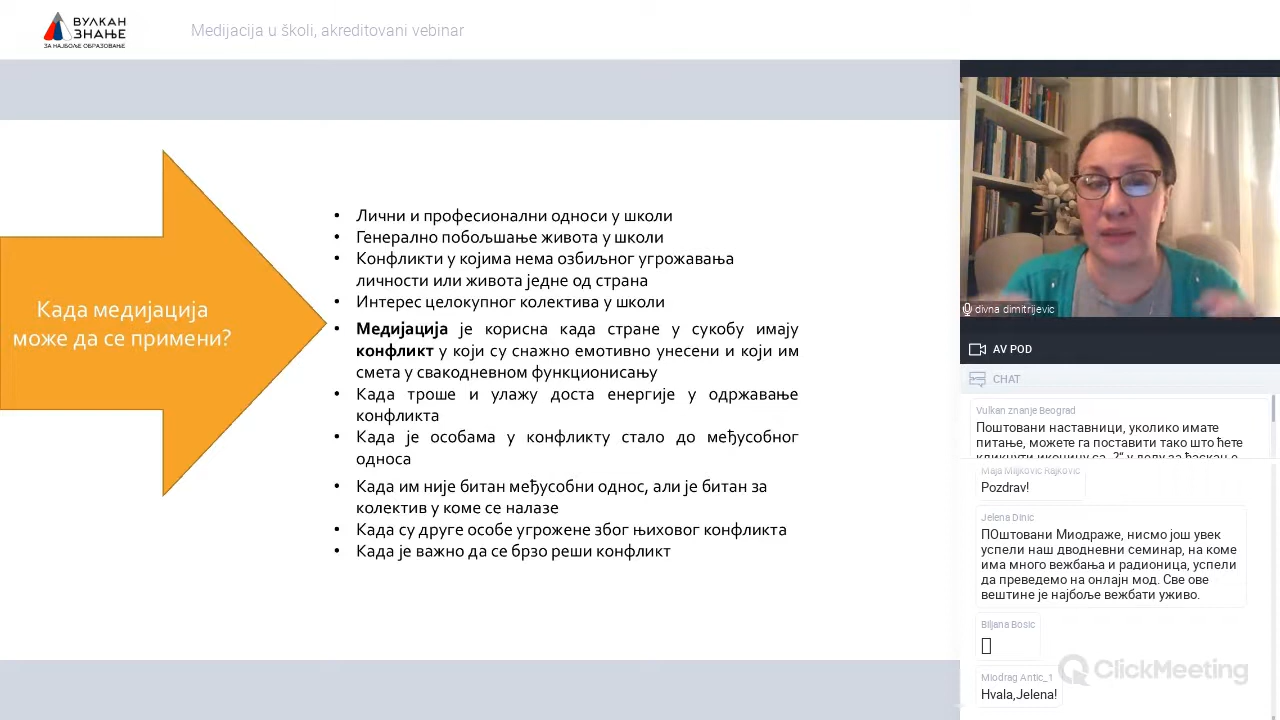 ВУЛКАН
ЗНАЊЕ
ЗА НАЈБОЉЕ ОБРАЗОВАЊЕ
Medijacija u školi, akreditovani vebinar
Када медијација
може да се примени?
• Лични и професионални односи у школи
• Генерално побољшање живота у школи
• Конфликти у којима нема озбиљног угрожавања
личности или живота једне од страна
• Интерес целокупног колектива у школи
• Медијација је корисна када стране у сукобу имају
конфликт у који су снажно емотивно унесени и који им
смета у свакодневном функционисању
• Када троше и улажу доста енергије у одржавање
конфликта
• Када је особама у конфликту стало до међусобног
односа
• Када им није битан међусобни однос, али је битан за
колектив у коме се налазе
• Када су друге особе угрожене због њиховог конфликта
• Када је важно да се брзо реши конфликт
divna dimitrijevic
AV POD
CHAT
Vulkan znanje Beograd
Поштовани наставници, уколико имате
питање, можете га поставити тако што ћете
кликнути иконицу са „?“ у делу за ћаскање
Maja Miljkovic Rajkovic
Pozdrav!
Jelena Dinic
ПОштовани Миодраже, нисмо још увек
успели наш дводневни семинар, на коме
има много вежбања и радионица, успели
да преведемо на онлајн мод. Све ове
вештине је најбоље вежбати уживо.
Biljana Bosic
Miodrag Antic_1
Hvala,Jelena!
ClickMeeting